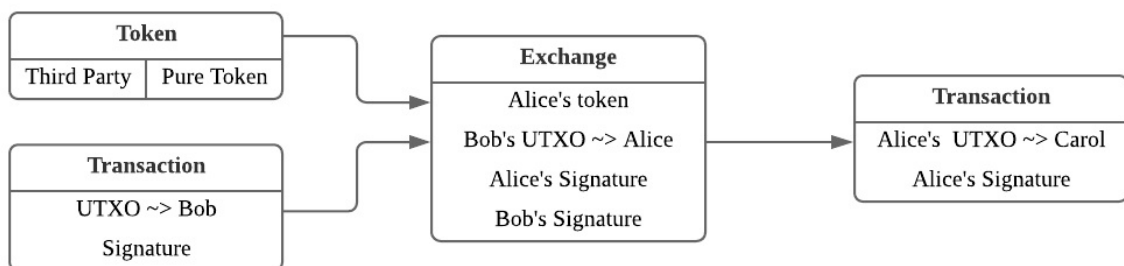 Token
Third Party Pure Token
Transaction
UTXO ~> Bob
Signature
Exchange
Alice's token
Bob's UTXO ~> Alice
Alice's Signature
Bob's Signature
Transaction
Alice's UTXO ~> Carol
Alice's Signature